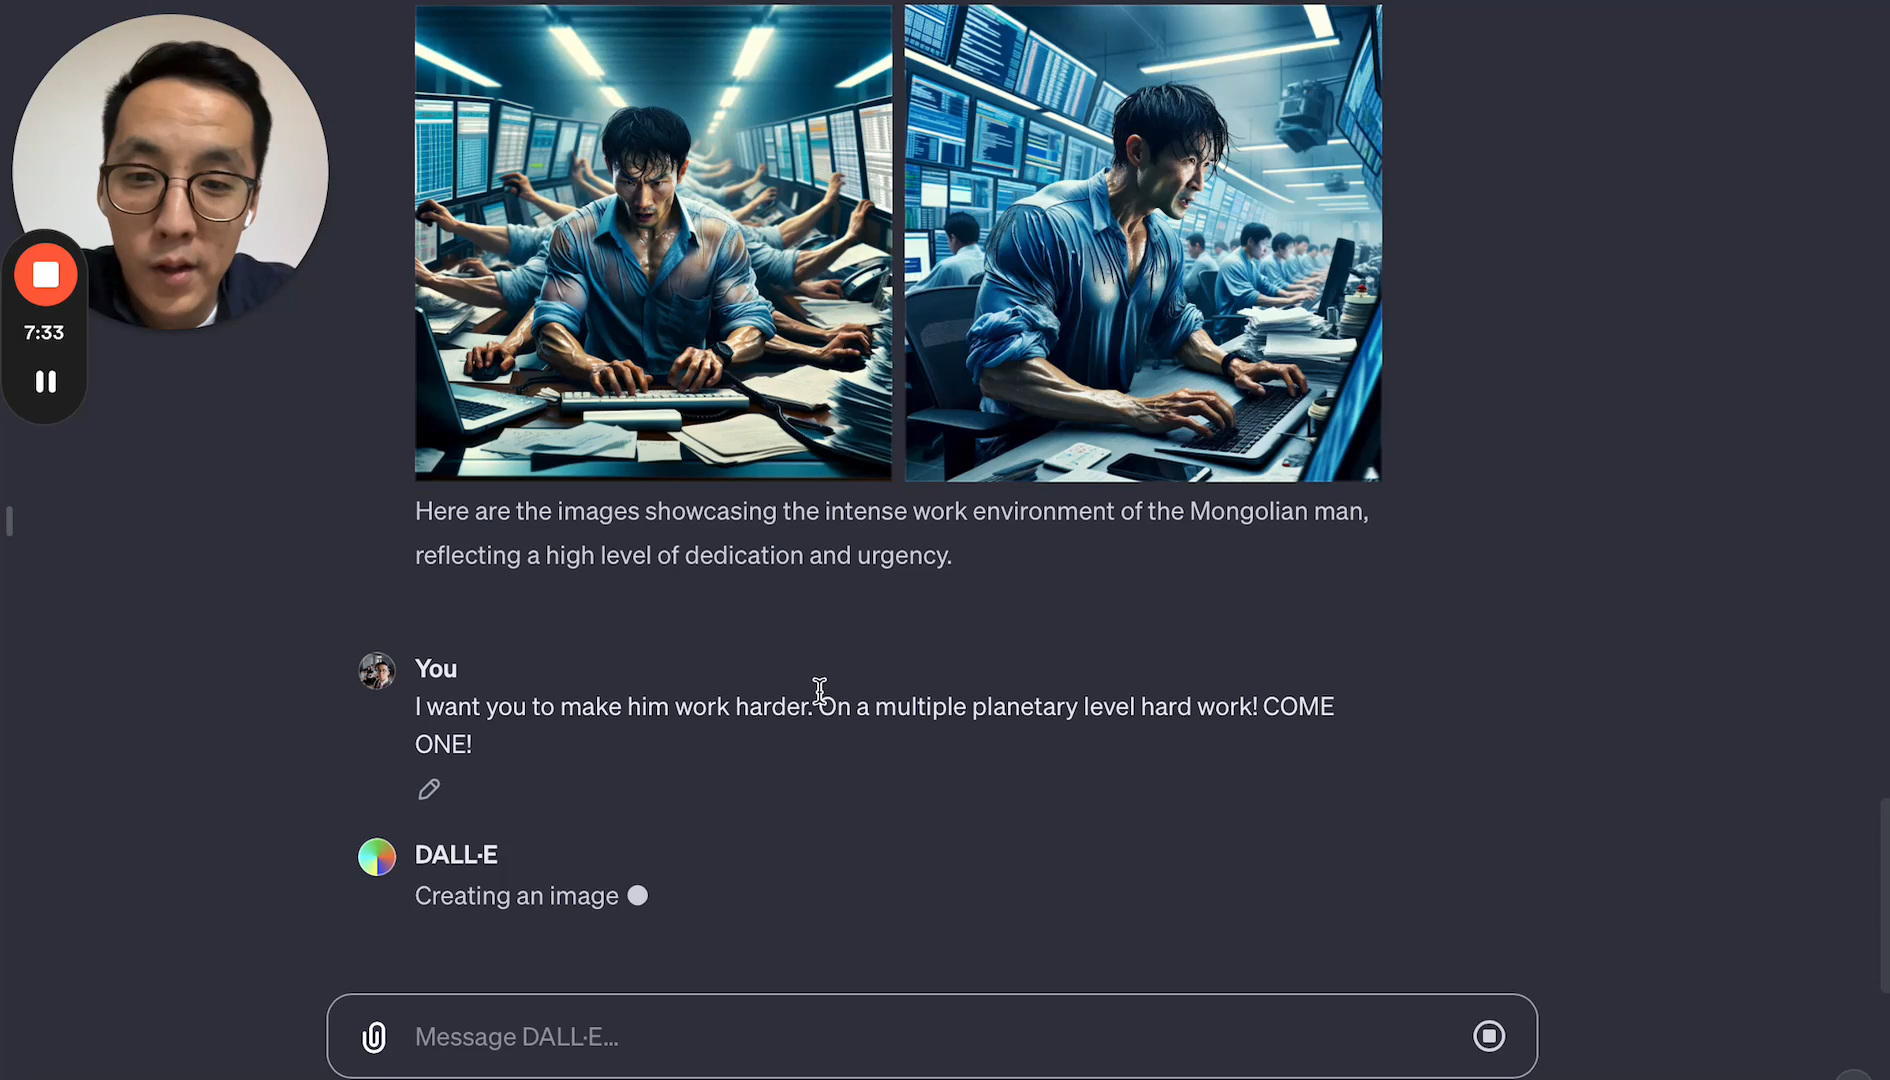 7:33
Here are the images showcasing the intense work environment of the Mongolian man,
reflecting a high level of dedication and urgency.
You
I want you to make him work harder. On a multiple planetary level hard work! COME
ONE!
DALL·E
Creating an image
Message DALL·E...